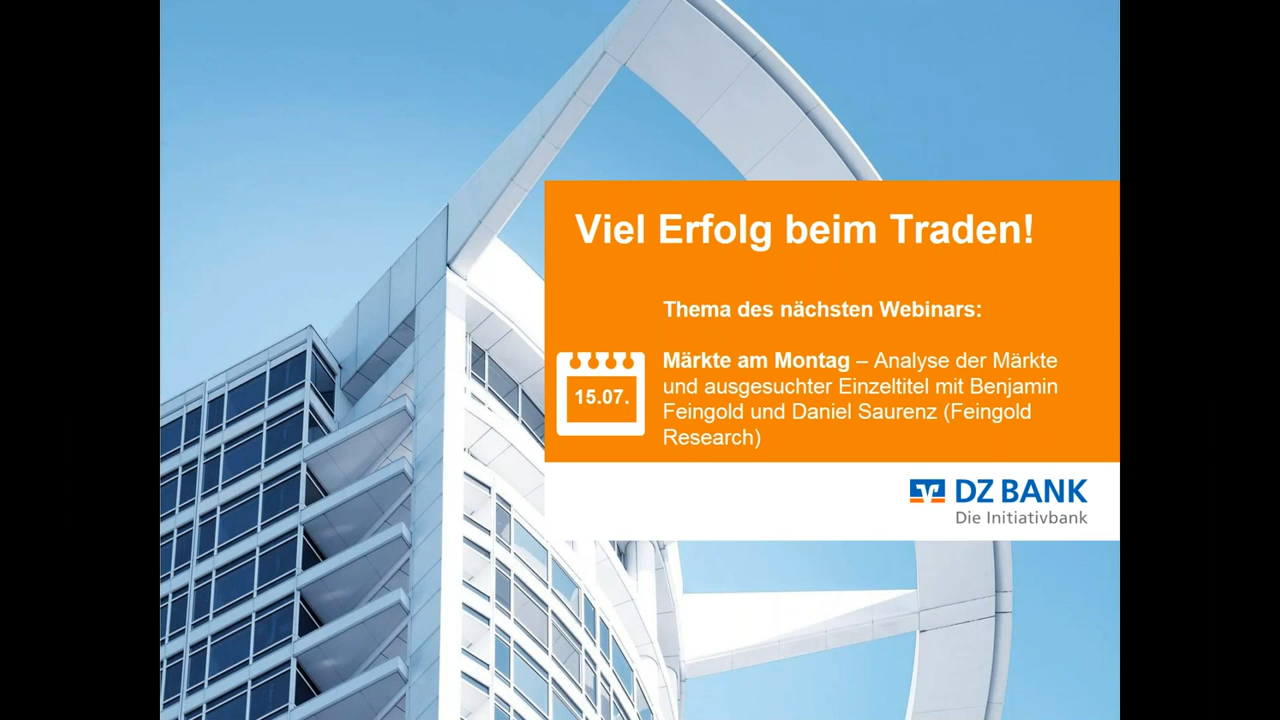 Viel Erfolg beim Traden!
Thema des nächsten Webinars:
15.07.
Märkte am Montag – Analyse der Märkte
und ausgesuchter Einzeltitel mit Benjamin
Feingold und Daniel Saurenz (Feingold
Research)
DZ BANK
Die Initiativbank